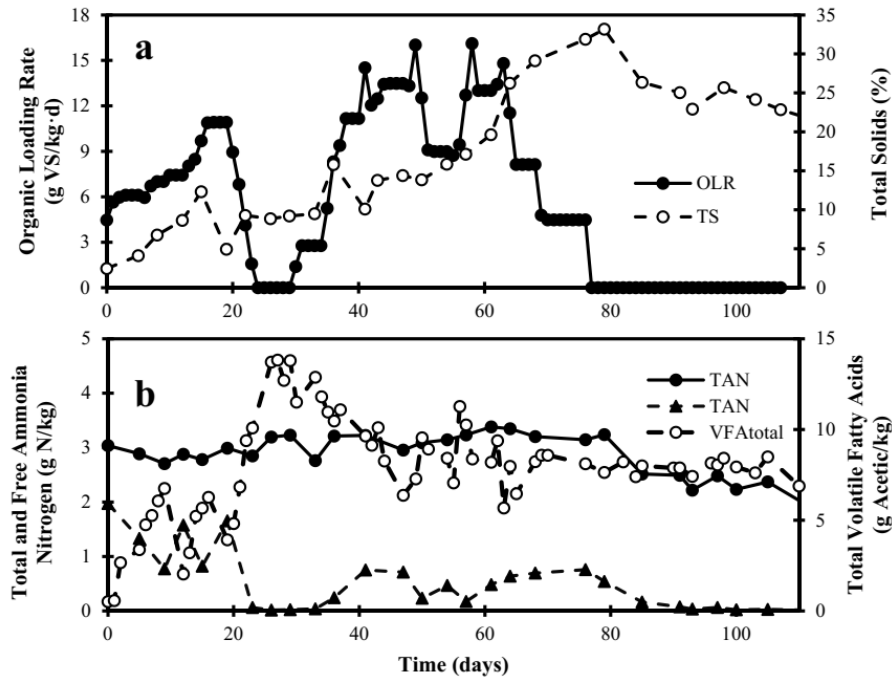 a
Organic Loading Rate
(g VS/kg·d)
18
15
12
9
6
3
0
35
30
25
20
15
10
5
0
Total Solids (%)
OLR
TS
0 20 40 60 80 100
b
Total and Free Ammonia
Nitrogen (g N/kg)
5
4
3
2
1
0
15
10
5
0
Total Volatile Fatty Acids
(g Acetic/kg)
TAN
TAN
VFAtotal
0 20 40 60 80 100
Time (days)